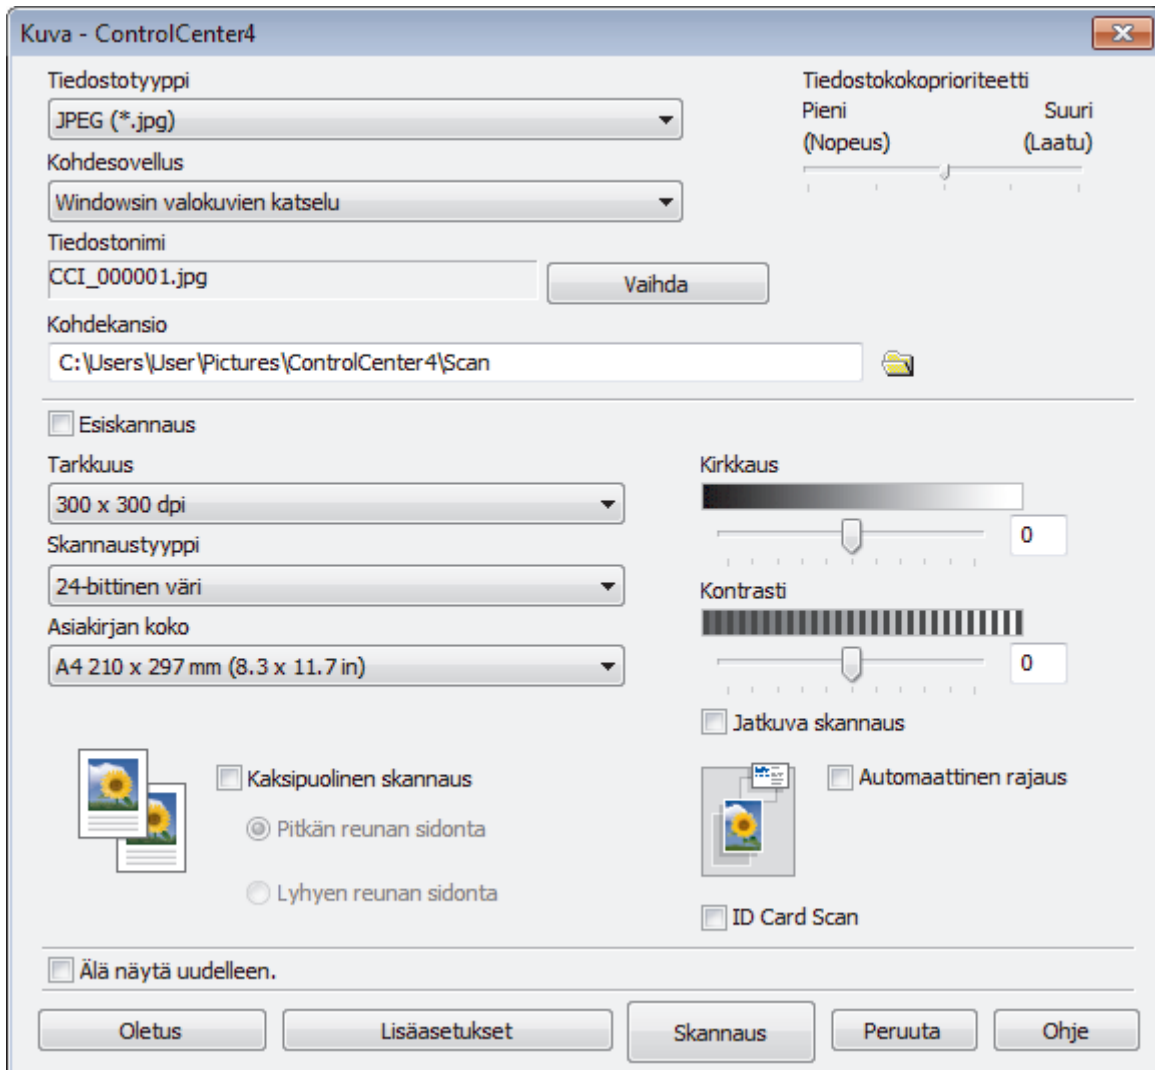 Kuva - ControlCenter4
Tiedostotyyppi
JPEG (*.jpg)
Kohdesovellus
Windowsin valokuvien katselu
Tiedostonimi
CCI_000001.jpg
Vaihda
Kohdekansio
C:\Users\User\Pictures\ControlCenter4\Scan
Tiedostokokoprioriteetti
Pieni Suuri
(Nopeus) (Laatu)
Esiskannaus
Tarkkuus
300 x 300 dpi
Skannaustyyppi
24-bittinen väri
Asiakirjan koko
A4 210 x 297 mm (8.3 x 11.7 in)
Kirkkaus
0
Kontrasti
0
Jatkuva skannaus
Kaksipuolinen skannaus
Pitkän reunan sidonta
Lyhyen reunan sidonta
Automaattinen rajaus
ID Card Scan
Älä näytä uudelleen.
Oletus Lisäasetukset Skannaus Peruuta Ohje